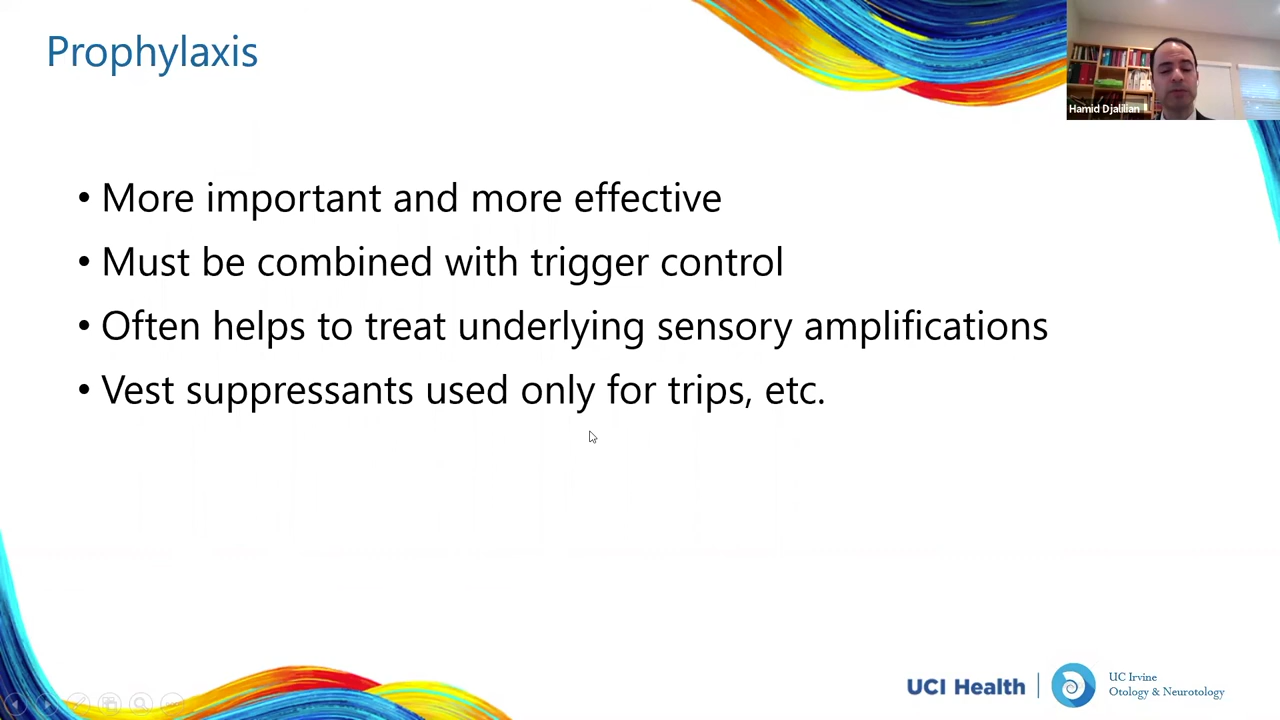 Prophylaxis
Hamid Djalilian
• More important and more effective
• Must be combined with trigger control
• Often helps to treat underlying sensory amplifications
• Vest suppressants used only for trips, etc.
UCI Health
UC Irvine
Otology & Neurotology